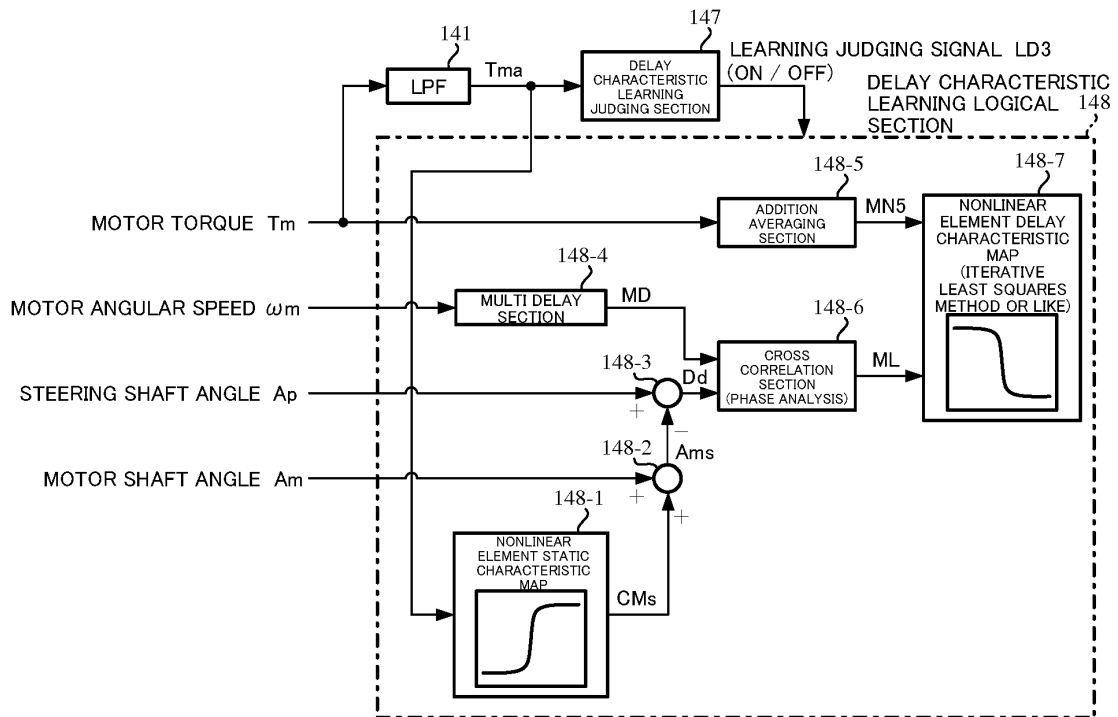 141
LPF
Tma
147
DELAY
CHARACTERISTIC
LEARNING
JUDGING SECTION
LEARNING JUDGING SIGNAL LD3
(ON / OFF)
DELAY CHARACTERISTIC
LEARNING LOGICAL
SECTION
148
MOTOR TORQUE Tm
148-5
ADDITION
AVERAGING
SECTION
MN5
148-7
NONLINEAR
ELEMENT DELAY
CHARACTERISTIC
MAP
(ITERATIVE
LEAST SQUARES
METHOD OR LIKE)
MOTOR ANGULAR SPEED ωm
148-4
MULTI DELAY
SECTION
MD
148-6
CROSS
CORRELATION
SECTION
(PHASE ANALYSIS)
ML
STEERING SHAFT ANGLE Ap
148-3
+
−
Dd
Ams
MOTOR SHAFT ANGLE Am
148-2
+
+
148-1
NONLINEAR
ELEMENT STATIC
CHARACTERISTIC
MAP
CMs